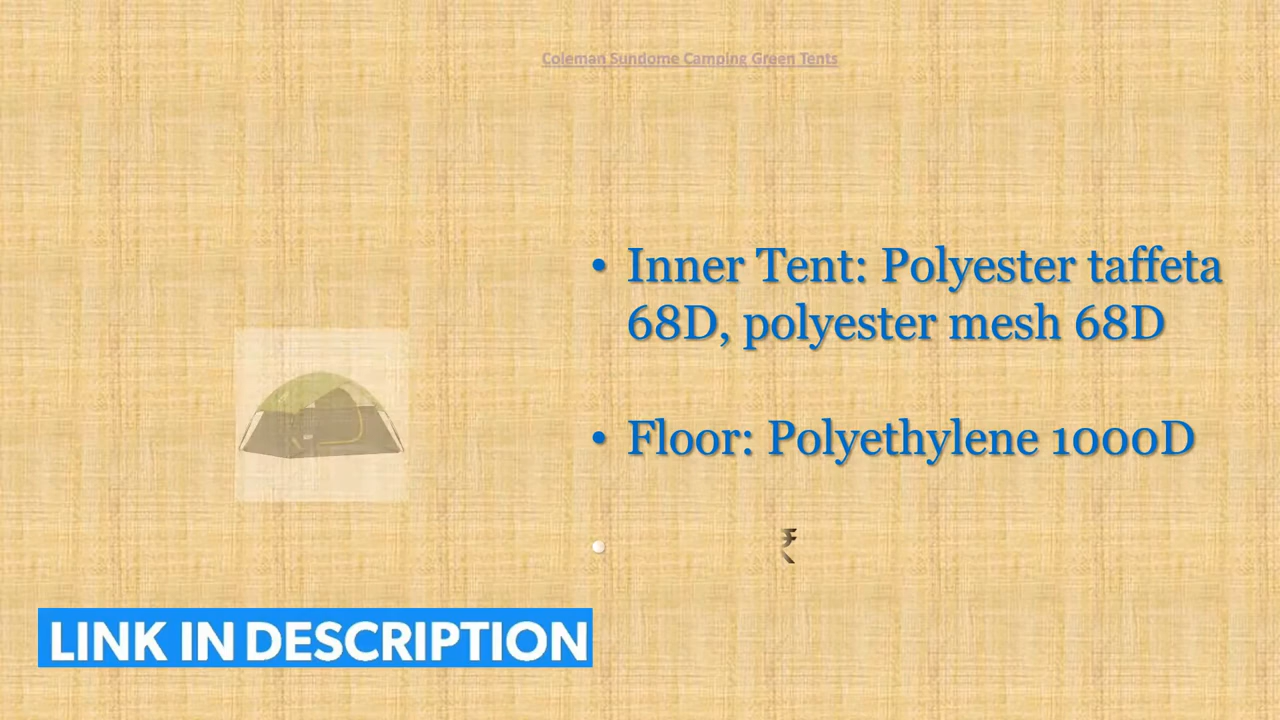 Coleman Sundome Camping Green Tents
• Inner Tent: Polyester taffeta
68D, polyester mesh 68D
• Floor: Polyethylene 1000D
• ₹
LINK IN DESCRIPTION